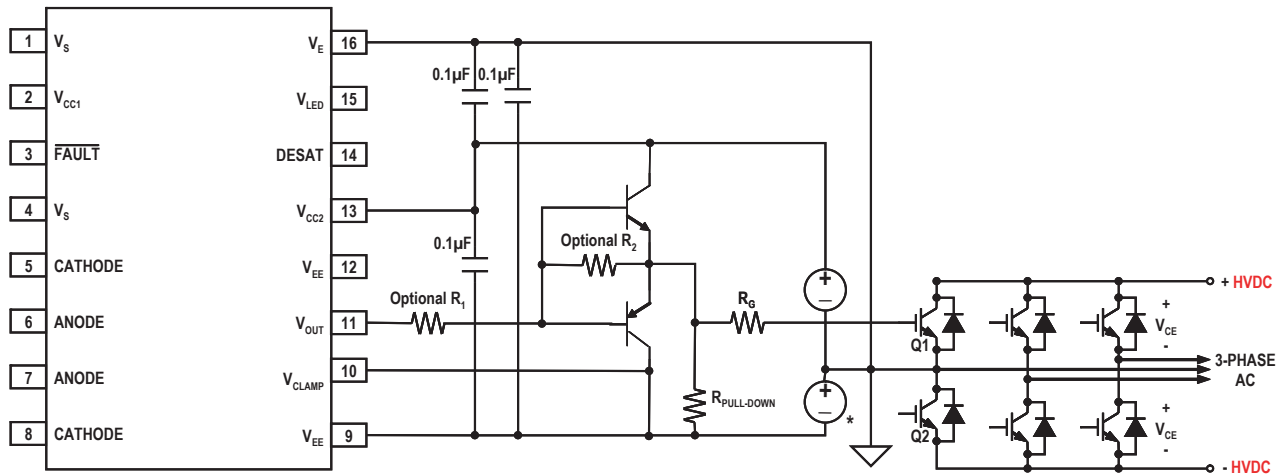 1 V_S
2 V_CC1
3 FAULT
4 V_S
5 CATHODE
6 ANODE
7 ANODE
8 CATHODE
V_E 16
V_LED 15
DESAT 14
V_CC2 13
V_EE 12
V_OUT 11
V_CLAMP 10
V_EE 9
0.1µF 0.1µF
0.1µF
Optional R_1
Optional R_2
R_G
R_PULL-DOWN
+
–
+
–
*
Q1
Q2
+ HVDC
+
V_CE
-
3-PHASE
AC
+
V_CE
-
- HVDC